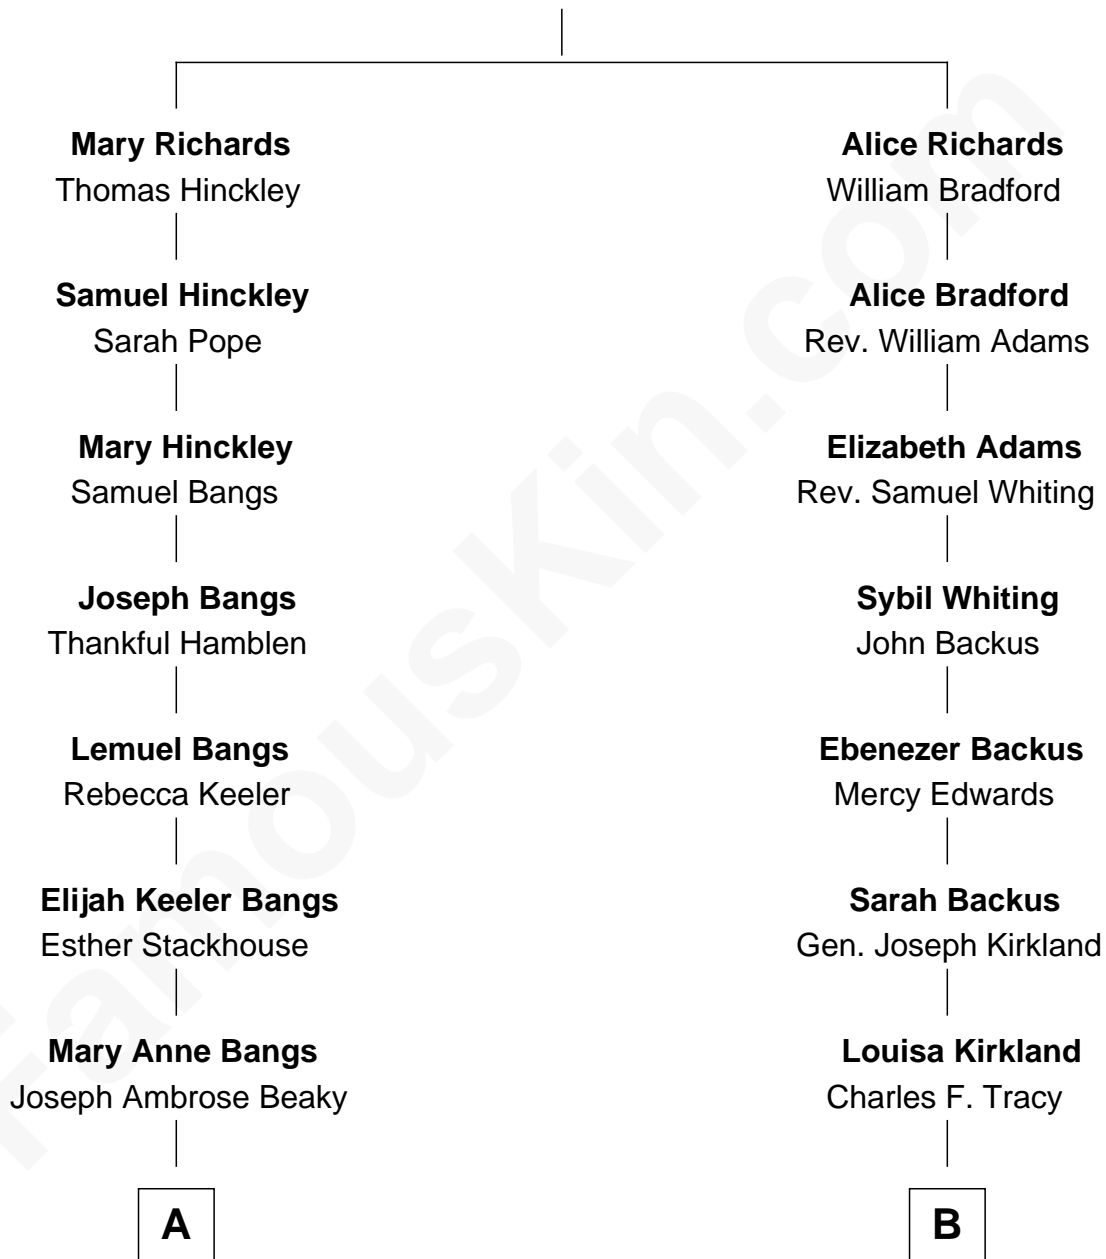 Mary Richards
Thomas Hinckley
Samuel Hinckley
Sarah Pope
Mary Hinckley
Samuel Bangs
Joseph Bangs
Thankful Hamblen
Lemuel Bangs
Rebecca Keeler
Elijah Keeler Bangs
Esther Stackhouse
Mary Anne Bangs
Joseph Ambrose Beaky
A
Alice Richards
William Bradford
Alice Bradford
Rev. William Adams
Elizabeth Adams
Rev. Samuel Whiting
Sybil Whiting
John Backus
Ebenezer Backus
Mercy Edwards
Sarah Backus
Gen. Joseph Kirkland
Louisa Kirkland
Charles F. Tracy
B
FamousKin.com